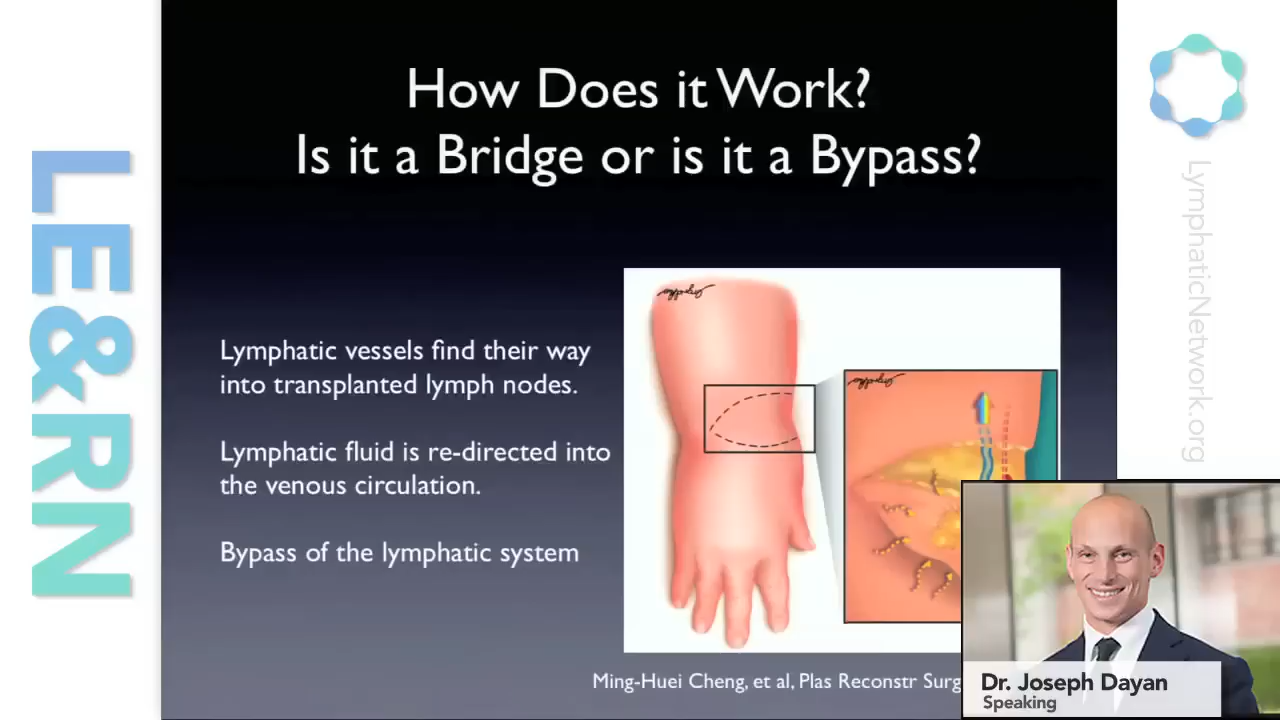 How Does it Work?
Is it a Bridge or is it a Bypass?
LE&RN
LymphaticNetwork.org
Lymphatic vessels find their way
into transplanted lymph nodes.
Lymphatic fluid is re-directed into
the venous circulation.
Bypass of the lymphatic system
Ming-Huei Cheng, et al, Plas Reconstr Surg
Dr. Joseph Dayan
Speaking